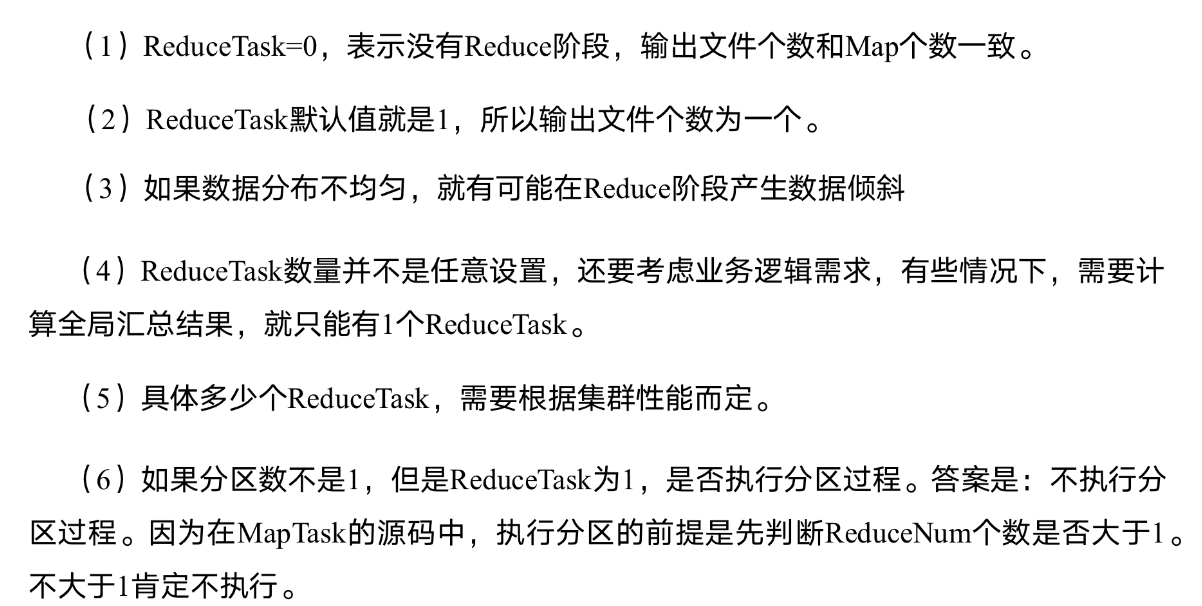 （1）ReduceTask=0，表示没有Reduce阶段，输出文件个数和Map个数一致。
（2）ReduceTask默认值就是1，所以输出文件个数为一个。
（3）如果数据分布不均匀，就有可能在Reduce阶段产生数据倾斜
（4）ReduceTask数量并不是任意设置，还要考虑业务逻辑需求，有些情况下，需要计
算全局汇总结果，就只能有1个ReduceTask。
（5）具体多少个ReduceTask，需要根据集群性能而定。
（6）如果分区数不是1，但是ReduceTask为1，是否执行分区过程。答案是：不执行分
区过程。因为在MapTask的源码中，执行分区的前提是先判断ReduceNum个数是否大于1。
不大于1肯定不执行。